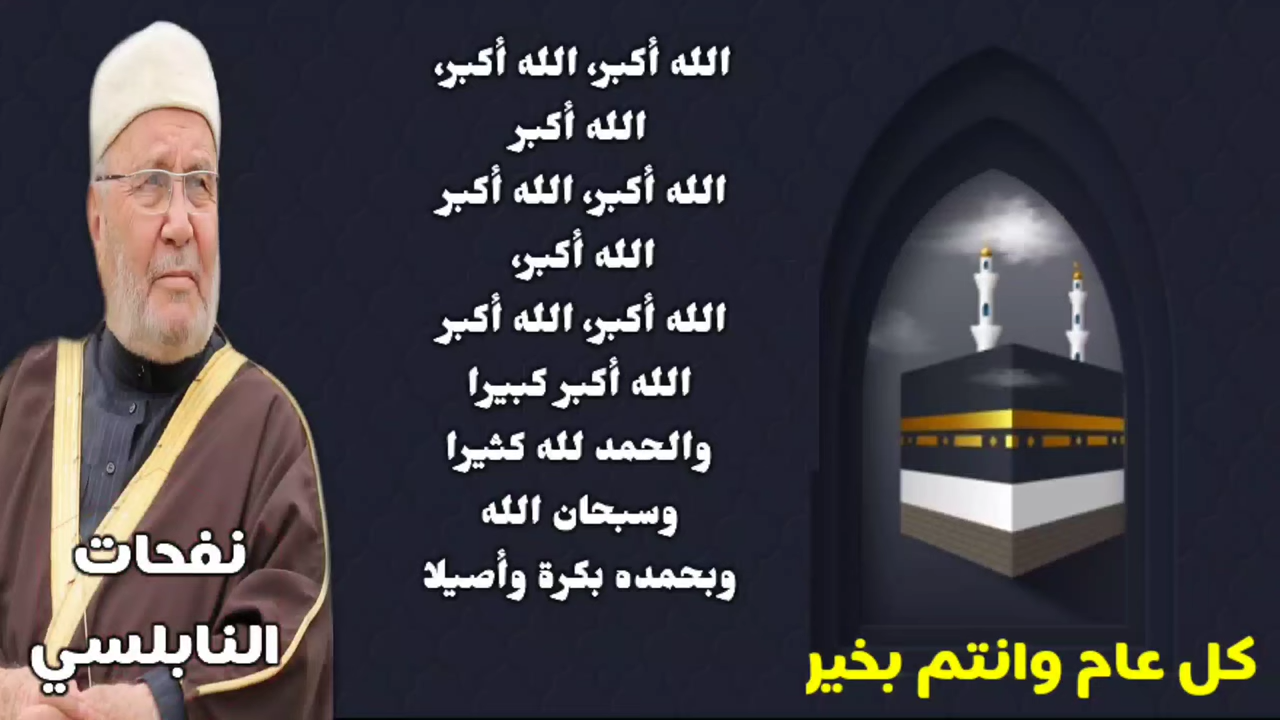 الله أكبر، الله أكبر،
الله أكبر
الله أكبر، الله أكبر
الله أكبر،
الله أكبر، الله أكبر
الله أكبر كبيرا
والحمد لله كثيرا
وسبحان الله
وبحمده بكرة وأصيلا
نفحات
النابلسي
كل عام وانتم بخير